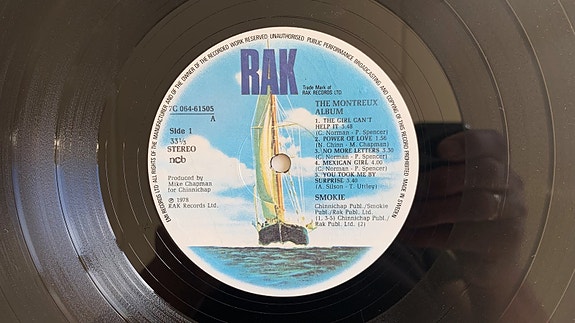 EMI RECORDS LTD ALL RIGHTS OF THE MANUFACTURER AND OF THE OWNER OF THE RECORDED WORK RESERVED UNAUTHORISED PUBLIC PERFORMANCE BROADCASTING AND COPYING OF THIS RECORD PROHIBITED MADE IN SWEDEN
RAK
Trade Mark of
RAK RECORDS LTD
7C 064-61505
A
Side 1
33 1/3
STEREO
ncb
Produced by
Mike Chapman
for Chinnichap
℗ 1978
RAK Records Ltd.
THE MONTREUX
ALBUM
1. THE GIRL CAN'T
HELP IT 3.48
(C. Norman - P. Spencer)
2. POWER OF LOVE 1.56
(N. Chinn - M. Chapman)
3. NO MORE LETTERS 3.30
(C. Norman - P. Spencer)
4. MEXICAN GIRL 4.00
(C. Norman - P. Spencer)
5. YOU TOOK ME BY
SURPRISE 3.40
(A. Silson - T. Uttley)
SMOKIE
Chinnichap Publ./Smokie
Publ./Rak Publ. Ltd.
(1, 3-5) Chinnichap Publ./
Rak Publ. Ltd. (2)